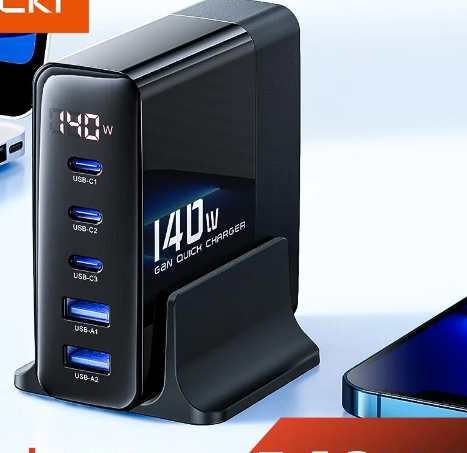 140W
USB-C1
USB-C2
USB-C3
USB-A1
USB-A2
140W
GaN QUICK CHARGER